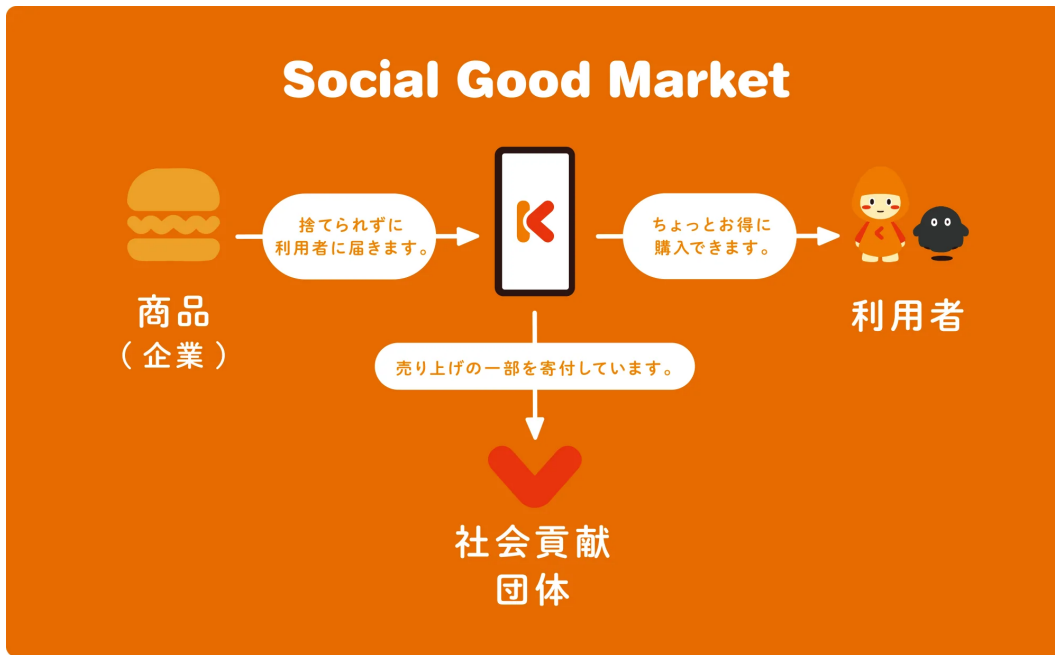 Social Good Market
捨てられずに
利用者に届きます。
ちょっとお得に
購入できます。
商品
(企業)
利用者
売り上げの一部を寄付しています。
社会貢献
団体